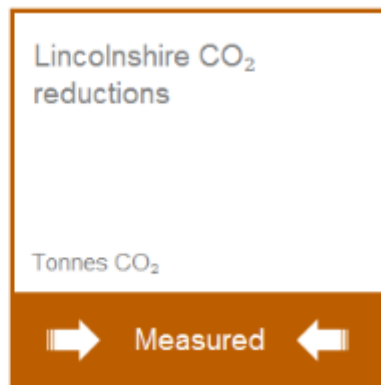 Lincolnshire CO₂
reductions
Tonnes CO₂
Measured